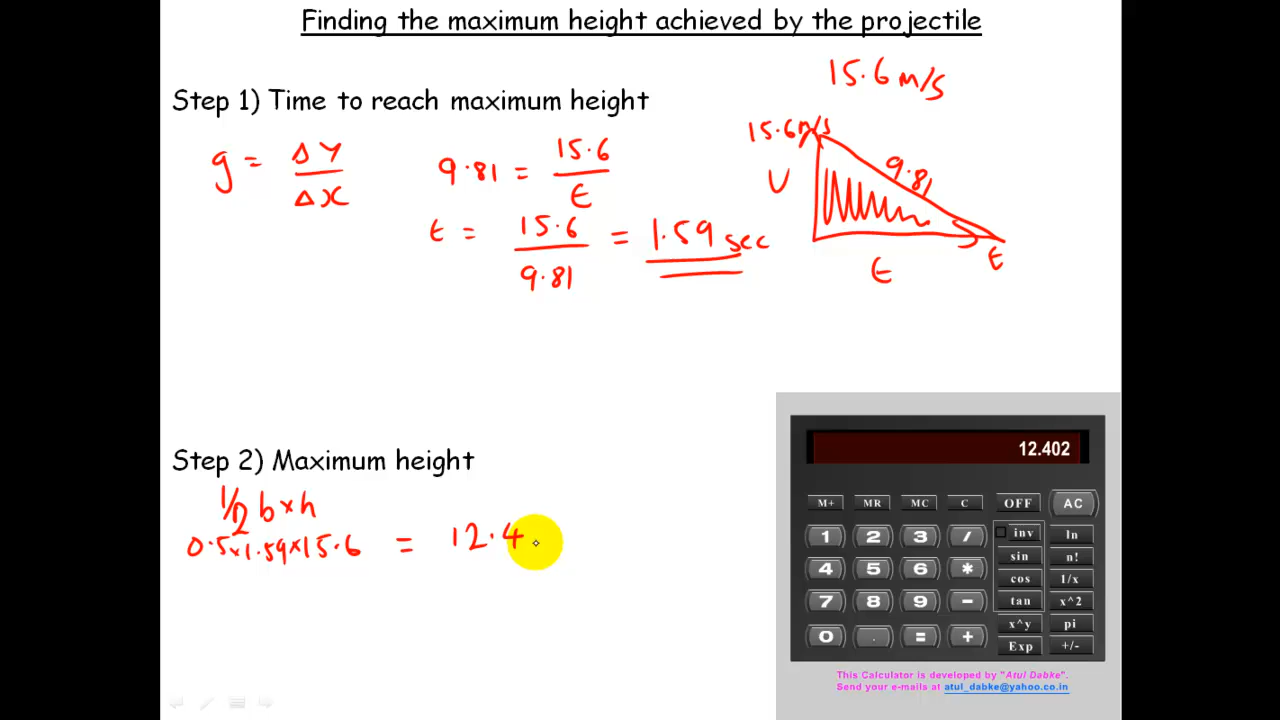 Finding the maximum height achieved by the projectile
15.6 m/s
Step 1) Time to reach maximum height
15.6 m/s
g = ΔY/ΔX
9.81 = 15.6/t
V
9.81
t = 15.6/9.81 = 1.59 sec
t
t
Step 2) Maximum height
1/2 b × h
0.5×1.59×15.6 = 12.4
12.402
M+ MR MC C OFF AC
1 2 3 / inv ln
4 5 6 * sin n!
cos 1/x
7 8 9 - tan x^2
0 . = + x^y pi
Exp +/-
This Calculator is developed by "Atul Dabke".
Send your e-mails at atul_dabke@yahoo.co.in